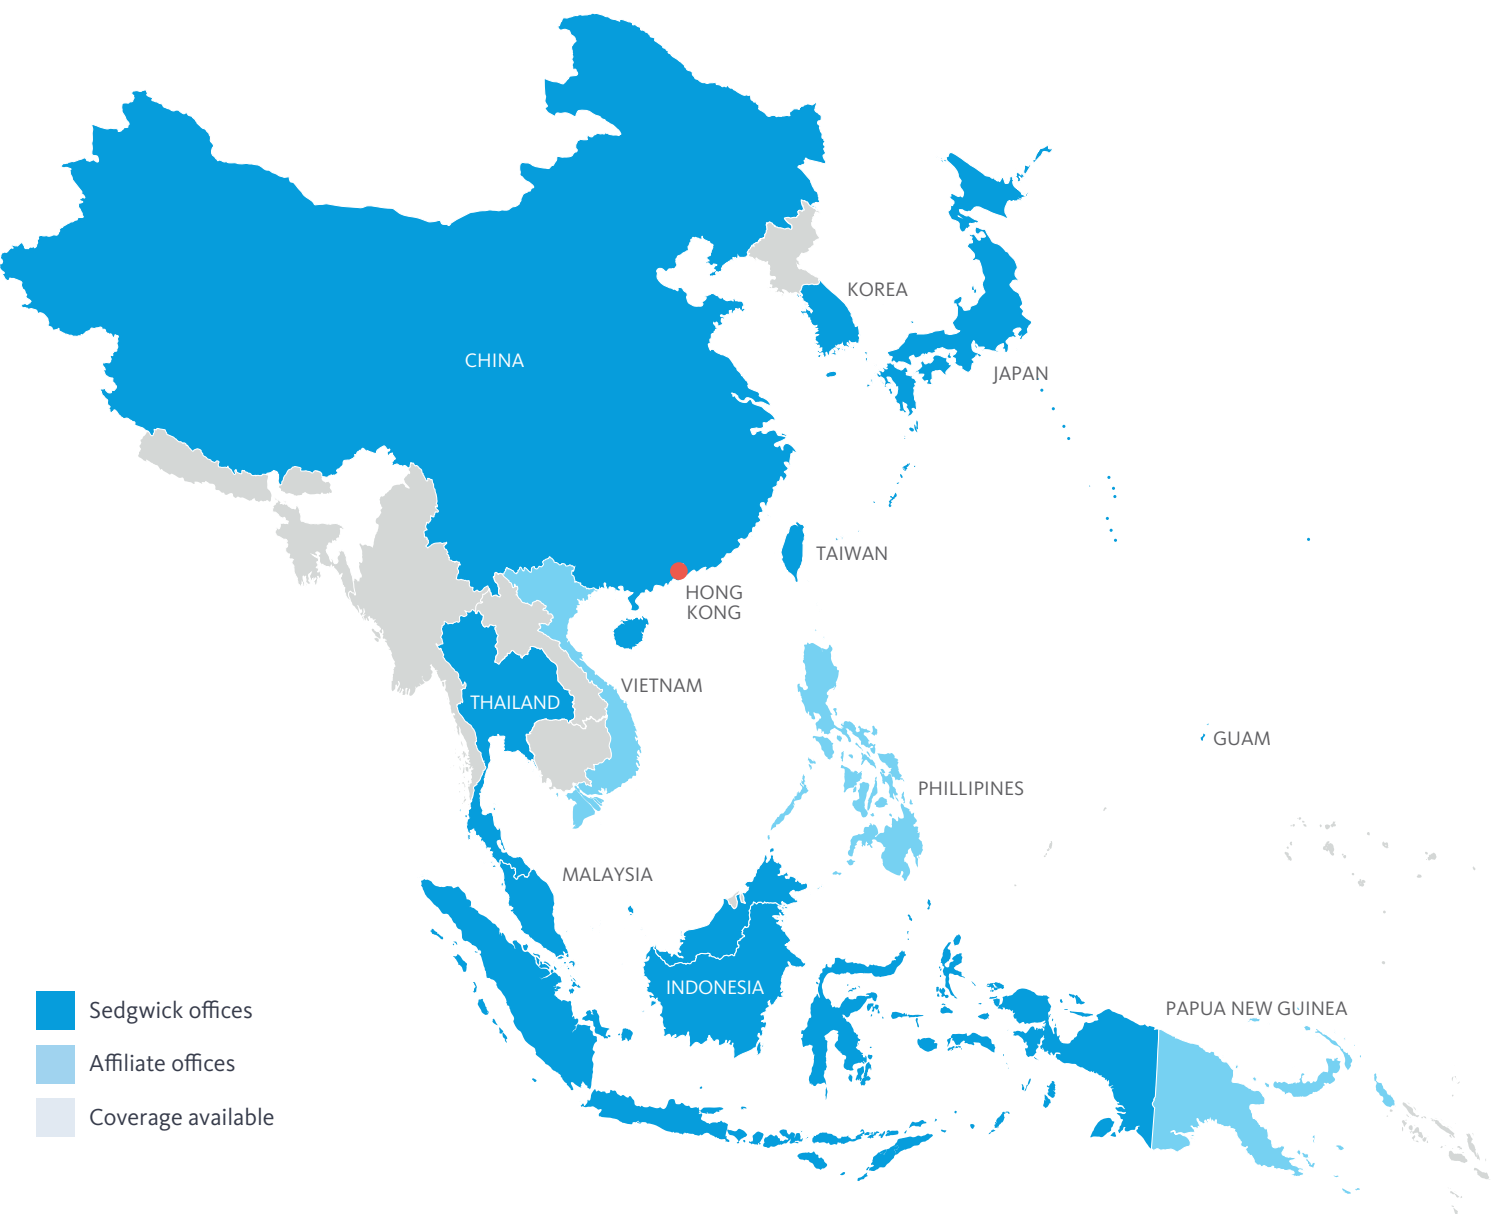 KOREA
CHINA
JAPAN
TAIWAN
HONG
KONG
VIETNAM
THAILAND
GUAM
PHILLIPINES
MALAYSIA
INDONESIA
PAPUA NEW GUINEA
Sedgwick offices
Affiliate offices
Coverage available